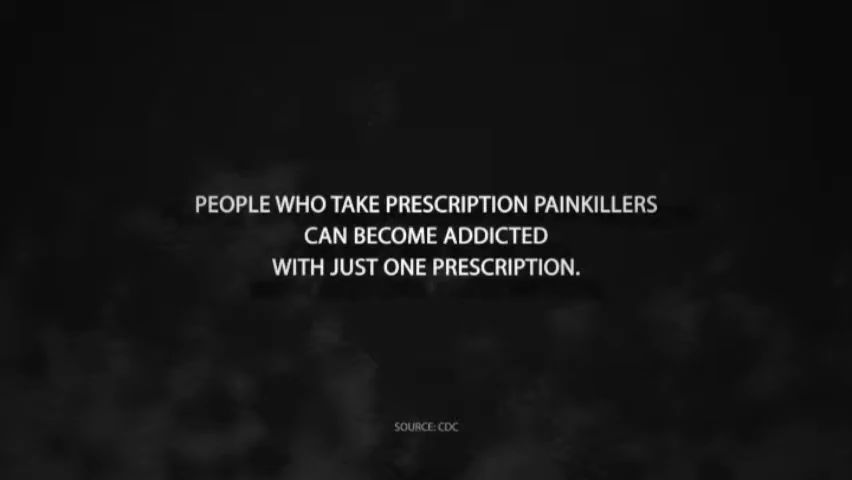 PEOPLE WHO TAKE PRESCRIPTION PAINKILLERS
CAN BECOME ADDICTED
WITH JUST ONE PRESCRIPTION.
SOURCE: CDC